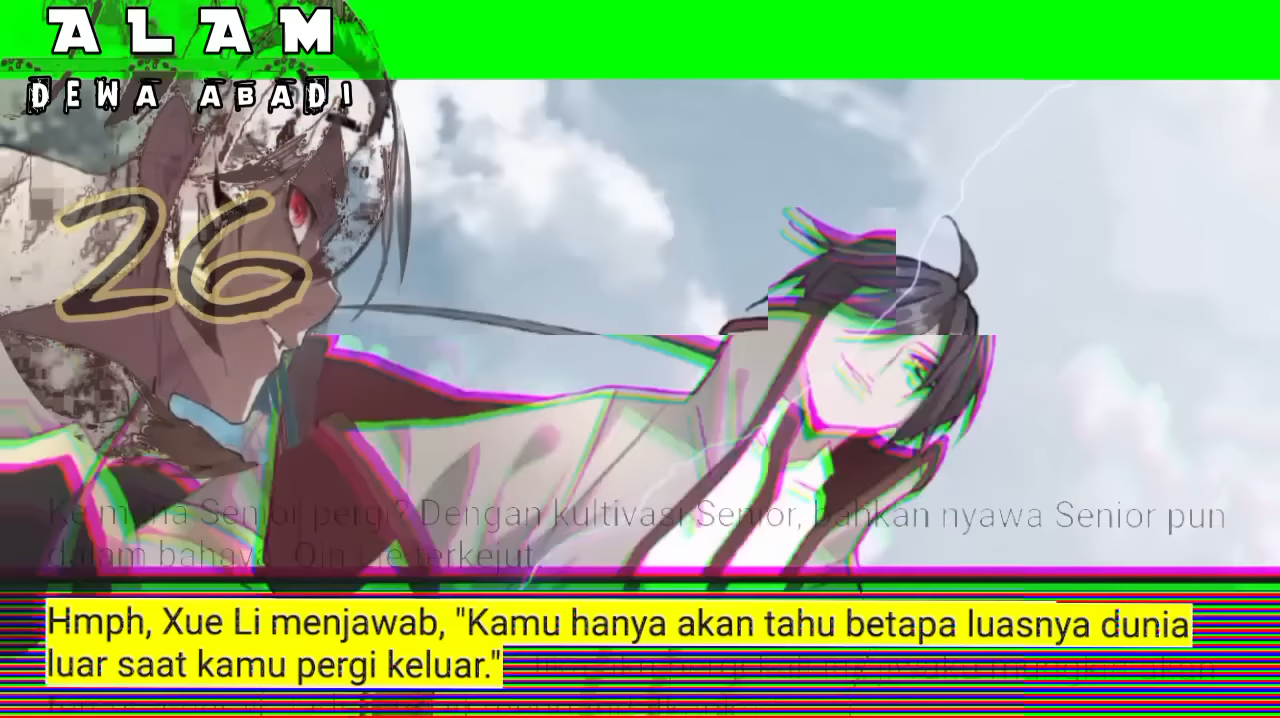 ALAM
DEWA ABADI
26
Ke mana Senior pergi? Dengan kultivasi Senior, bahkan nyawa Senior pun
dalam bahaya. Qin Lie terkejut
Hmph, Xue Li menjawab, "Kamu hanya akan tahu betapa luasnya dunia
luar saat kamu pergi keluar."